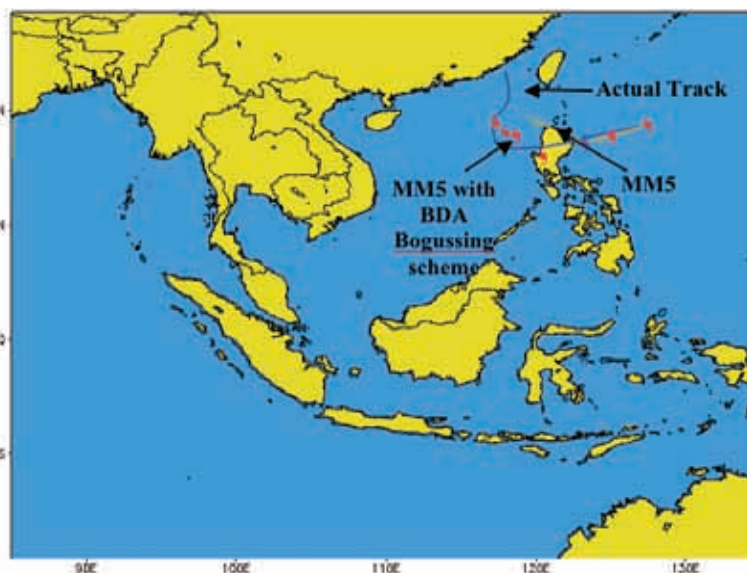 Actual Track
MM5
MM5 with
BDA
Bogussing
scheme
90E
100E
110E
120E
130E